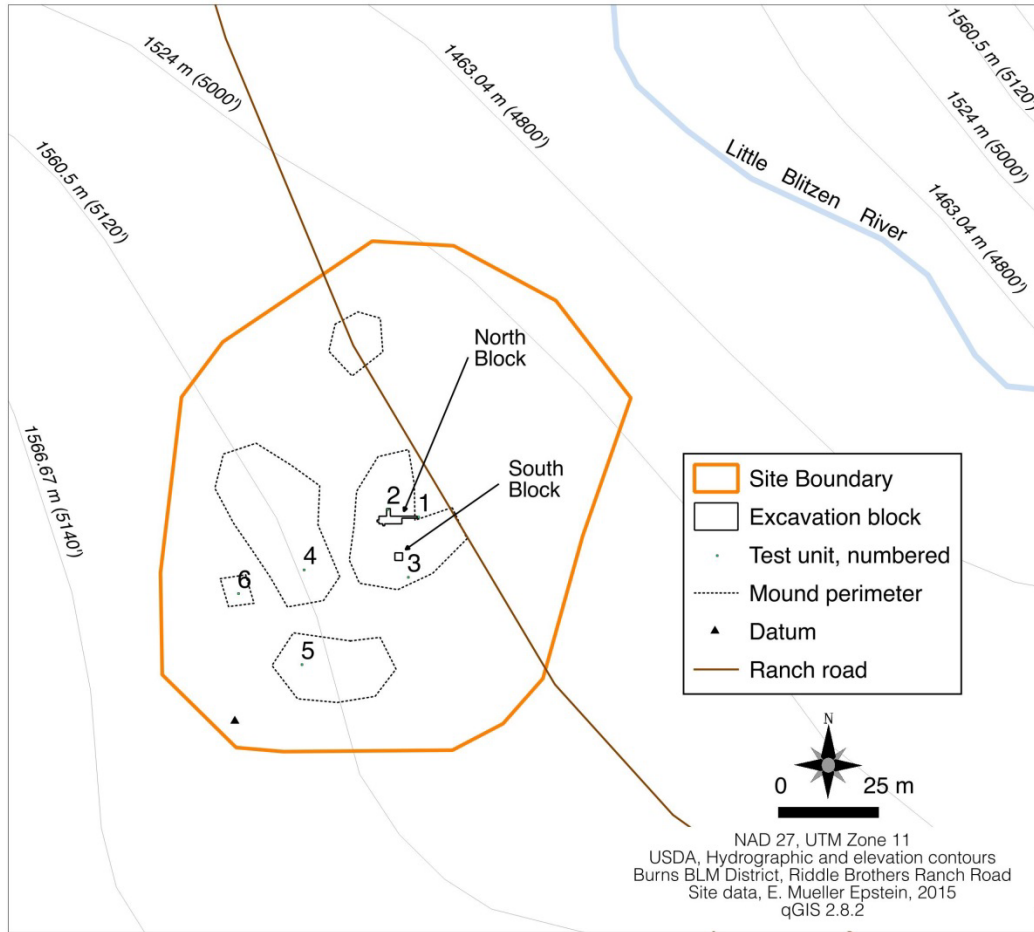 1524 m (5000')
1463.04 m (4800')
1560.5 m (5120')
1524 m (5000')
1463.04 m (4800')
1560.5 m (5120')
1566.67 m (5140')
Little Blitzen River
North
Block
South
Block
2
1
3
4
6
5
Site Boundary
Excavation block
Test unit, numbered
Mound perimeter
Datum
Ranch road
N
0 25 m
NAD 27, UTM Zone 11
USDA, Hydrographic and elevation contours
Burns BLM District, Riddle Brothers Ranch Road
Site data, E. Mueller Epstein, 2015
qGIS 2.8.2